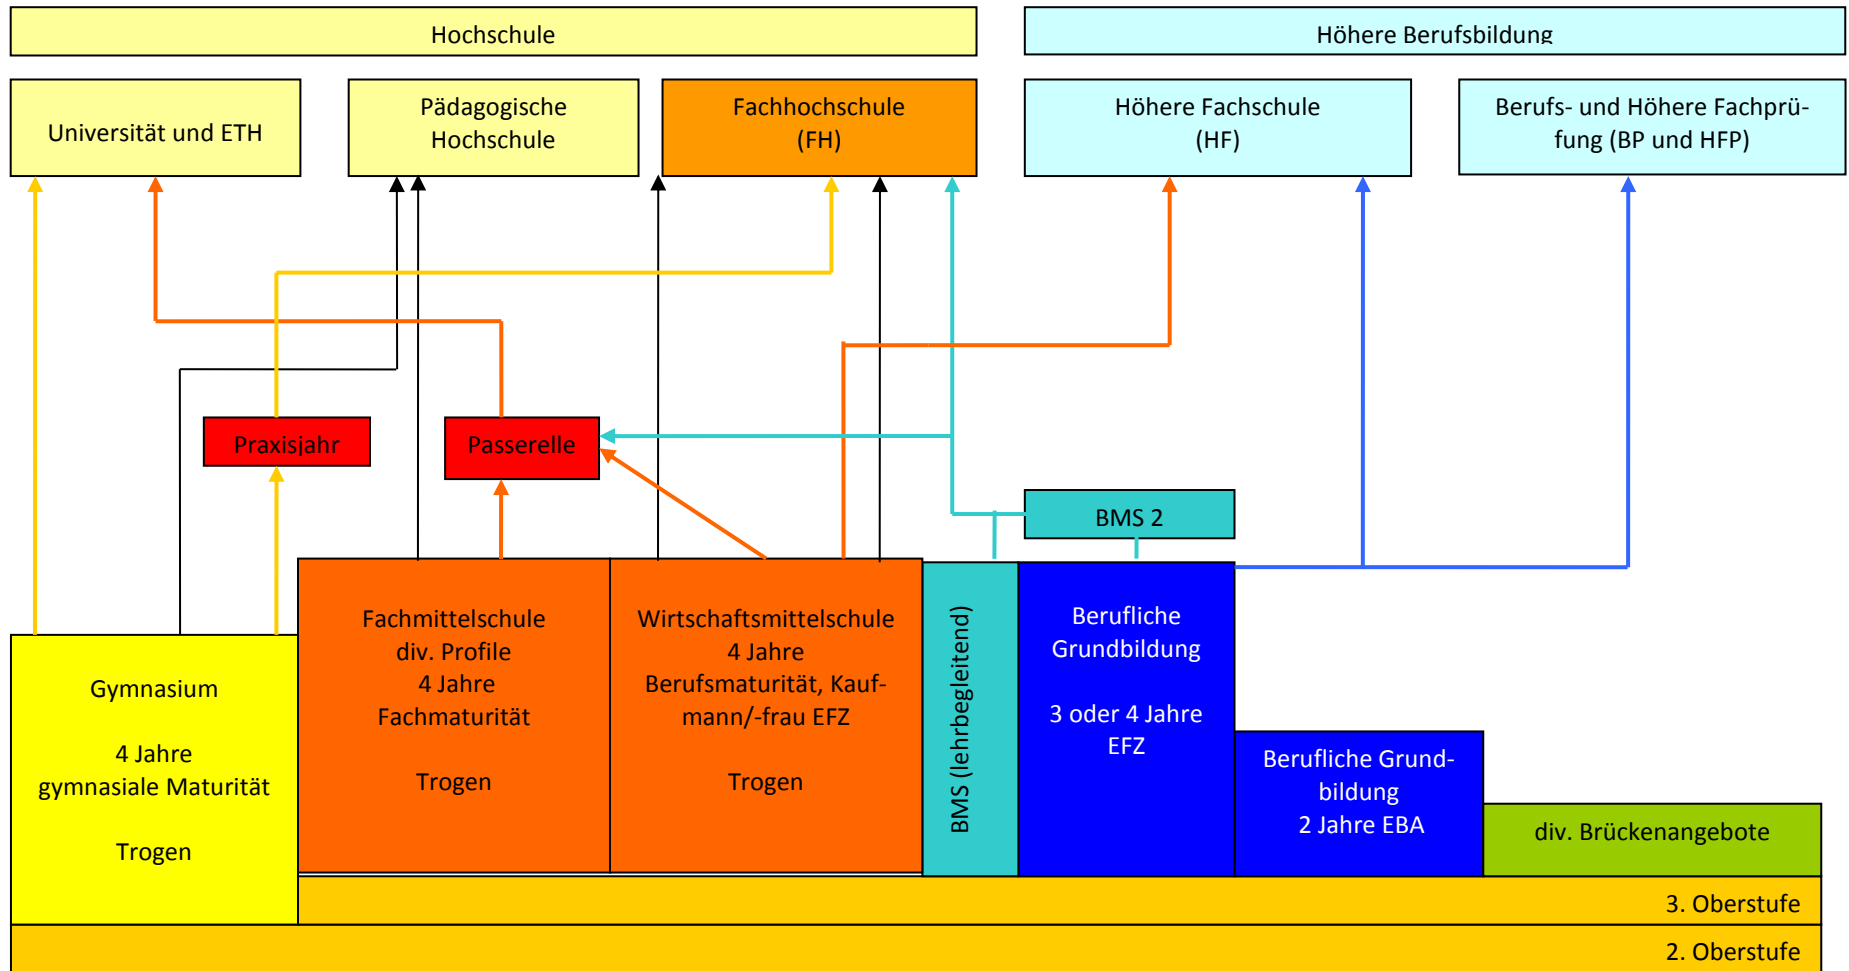 Hochschule
Höhere Berufsbildung
Universität und ETH
Pädagogische
Hochschule
Fachhochschule
(FH)
Höhere Fachschule
(HF)
Berufs- und Höhere Fachprü-
fung (BP und HFP)
Praxisjahr
Passerelle
BMS 2
Gymnasium
4 Jahre
gymnasiale Maturität
Trogen
Fachmittelschule
div. Profile
4 Jahre
Fachmaturität
Trogen
Wirtschaftsmittelschule
4 Jahre
Berufsmaturität, Kauf-
mann/-frau EFZ
Trogen
BMS (lehrbegleitend)
Berufliche
Grundbildung
3 oder 4 Jahre
EFZ
Berufliche Grund-
bildung
2 Jahre EBA
div. Brückenangebote
3. Oberstufe
2. Oberstufe